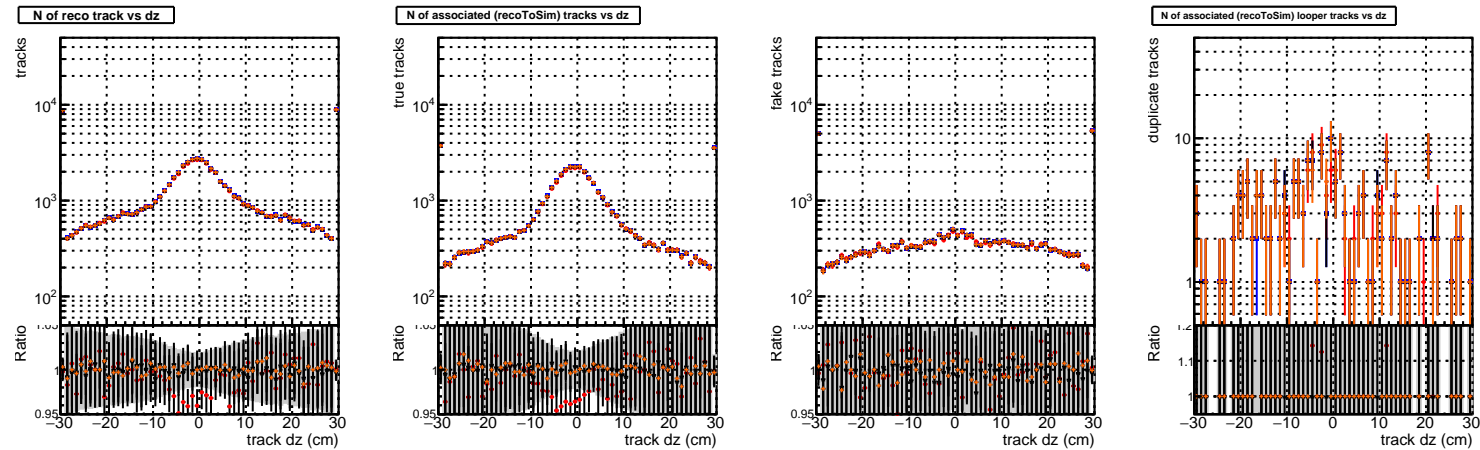 N of reco track vs dz
N of associated (recoToSim) tracks vs dz
N of associated (recoToSim) looper tracks vs dz
tracks
10⁴
10³
10²
Ratio
1
0.95
−30 −20 −10 0 10 20 30
track dz (cm)
true tracks
10⁴
10³
10²
Ratio
1
0.95
−30 −20 −10 0 10 20 30
track dz (cm)
fake tracks
10⁴
10³
10²
Ratio
1
0.95
−30 −20 −10 0 10 20 30
track dz (cm)
duplicate tracks
10
1
Ratio
1.1
1
−30 −20 −10 0 10 20 30
track dz (cm)